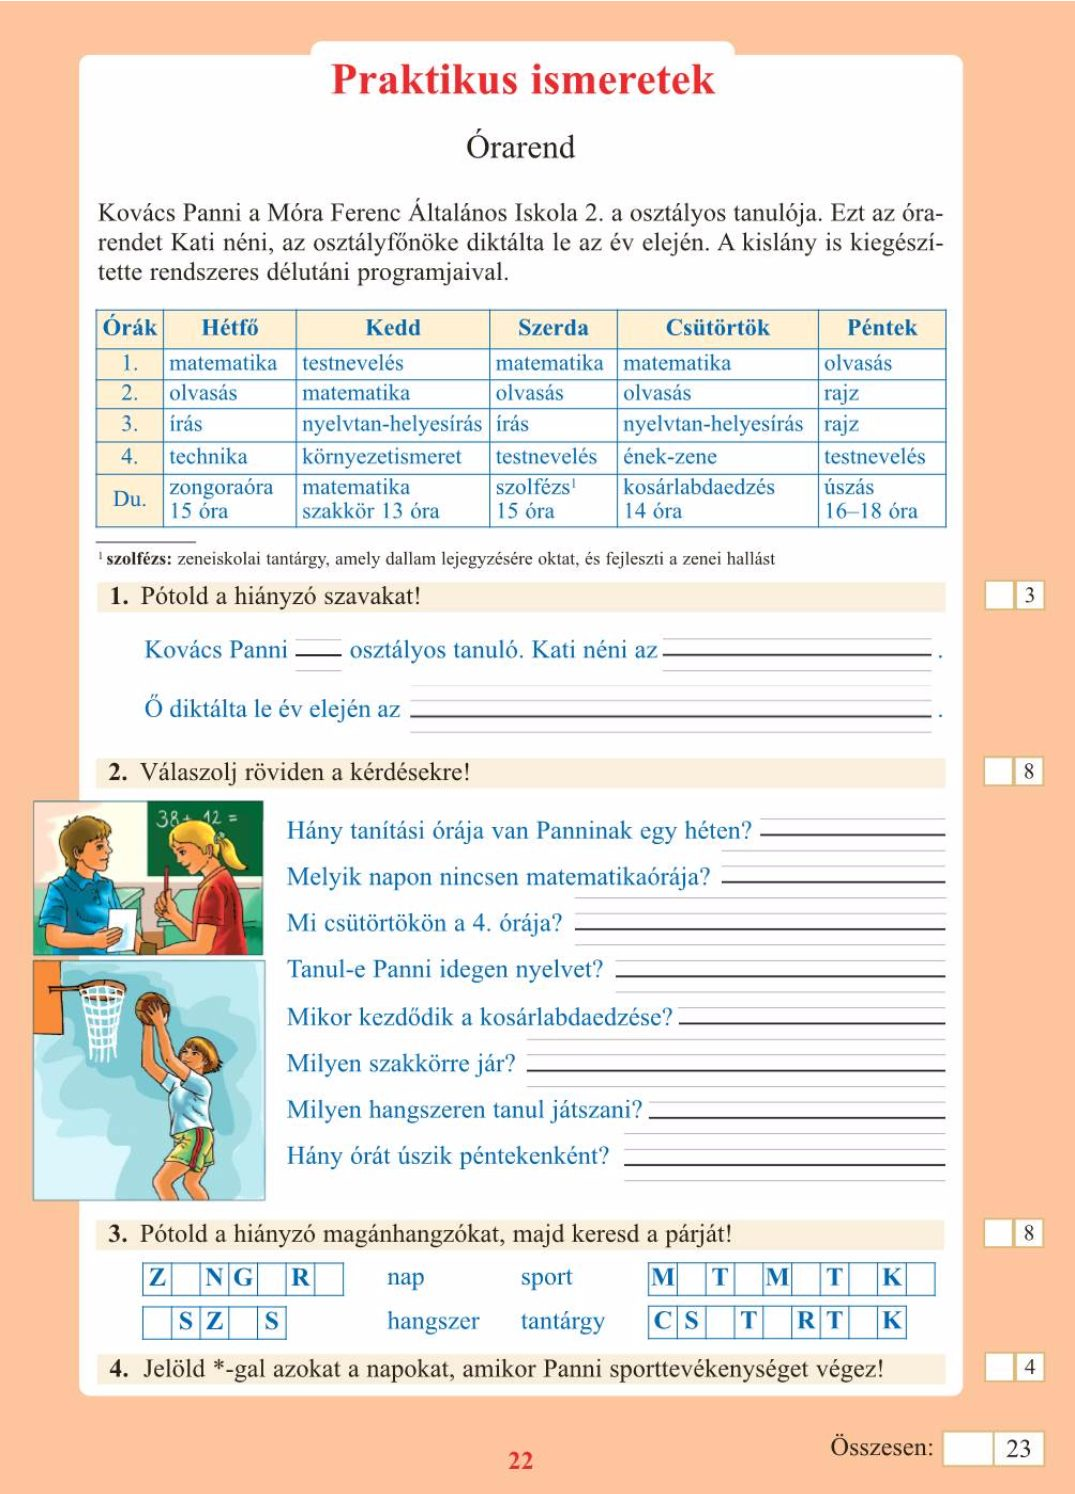 Praktikus ismeretek
Órarend
Kovács Panni a Móra Ferenc Általános Iskola 2. a osztályos tanulója. Ezt az óra-
rendet Kati néni, az osztályfőnöke diktálta le az év elején. A kislány is kiegészí-
tette rendszeres délutáni programjaival.
Órák Hétfő Kedd Szerda Csütörtök Péntek
1. matematika testnevelés matematika matematika olvasás
2. olvasás matematika olvasás olvasás rajz
3. írás nyelvtan-helyesírás írás nyelvtan-helyesírás rajz
4. technika környezetismeret testnevelés ének-zene testnevelés
Du. zongoraóra matematika szolfézs¹ kosárlabdaedzés úszás
15 óra szakkör 13 óra 15 óra 14 óra 16–18 óra
¹ szolfézs: zeneiskolai tantárgy, amely dallam lejegyzésére oktat, és fejleszti a zenei hallást
1. Pótold a hiányzó szavakat! 3
Kovács Panni ___ osztályos tanuló. Kati néni az ___ .
Ő diktálta le év elején az ___ .
2. Válaszolj röviden a kérdésekre! 8
38+ 12 =
Hány tanítási órája van Panninak egy héten?
Melyik napon nincsen matematikaórája?
Mi csütörtökön a 4. órája?
Tanul-e Panni idegen nyelvet?
Mikor kezdődik a kosárlabdaedzése?
Milyen szakkörre jár?
Milyen hangszeren tanul játszani?
Hány órát úszik péntekenként?
3. Pótold a hiányzó magánhangzókat, majd keresd a párját! 8
Z N G R nap sport M T M T K
S Z S hangszer tantárgy C S T R T K
4. Jelöld *-gal azokat a napokat, amikor Panni sporttevékenységet végez! 4
Összesen: 23
22